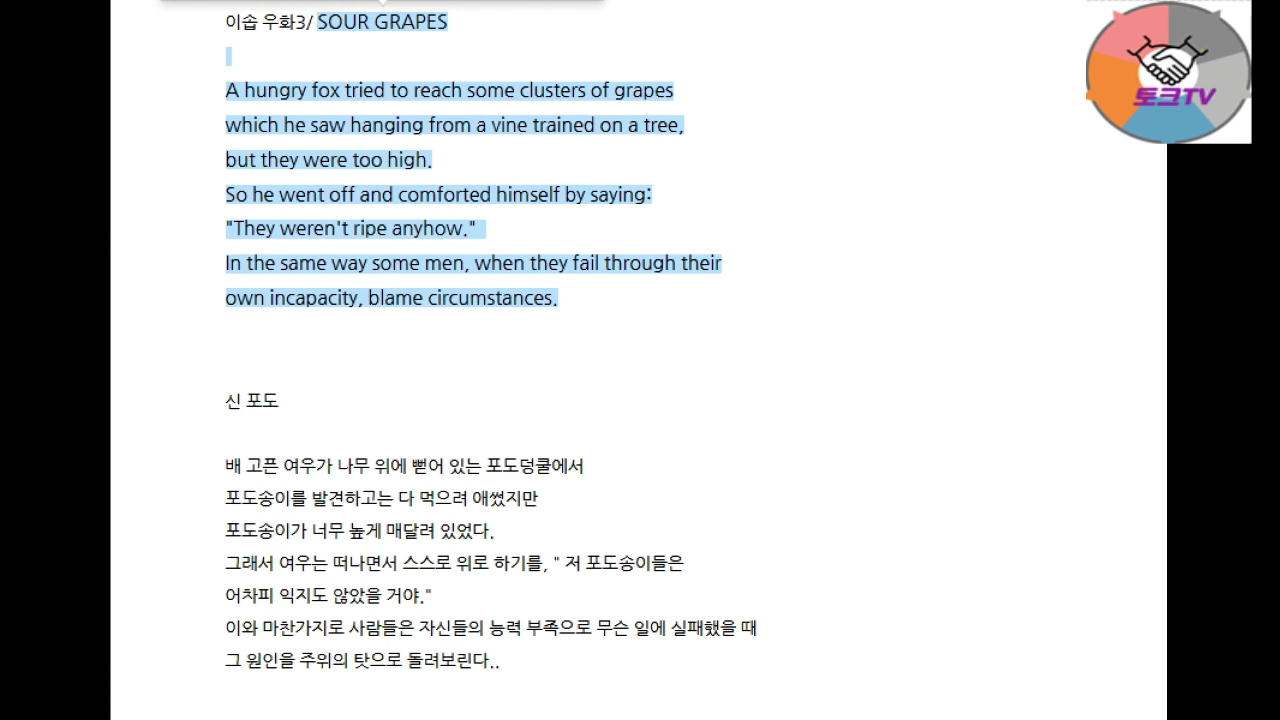 이솝 우화3/ SOUR GRAPES
토크TV
A hungry fox tried to reach some clusters of grapes
which he saw hanging from a vine trained on a tree,
but they were too high.
So he went off and comforted himself by saying:
"They weren't ripe anyhow."
In the same way some men, when they fail through their
own incapacity, blame circumstances.
신 포도
배 고픈 여우가 나무 위에 뻗어 있는 포도덩쿨에서
포도송이를 발견하고는 다 먹으려 애썼지만
포도송이가 너무 높게 매달려 있었다.
그래서 여우는 떠나면서 스스로 위로 하기를, " 저 포도송이들은
어차피 익지도 않았을 거야."
이와 마찬가지로 사람들은 자신들의 능력 부족으로 무슨 일에 실패했을 때
그 원인을 주위의 탓으로 돌려보린다..